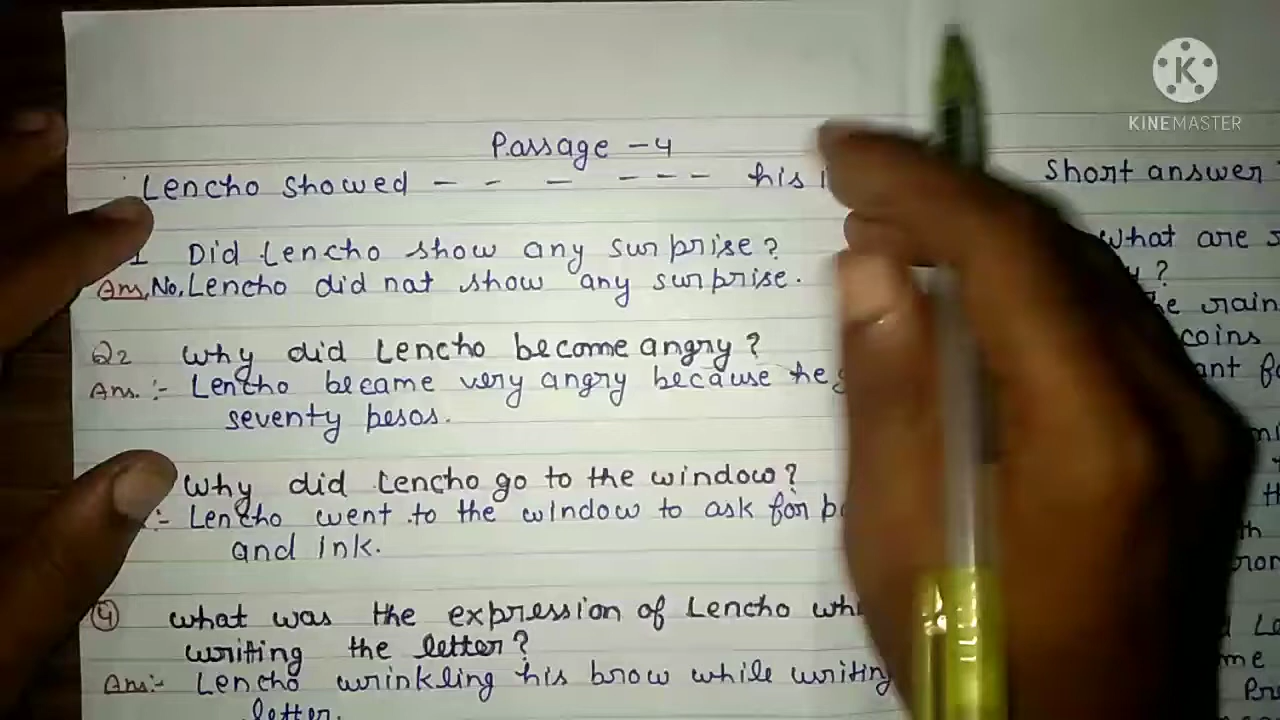 Passage - 4
Lencho showed - - - - - - his
1 Did Lencho show any surprise?
Ans, No, Lencho did nat show any surprise.
Q2 Why did Lencho become angry?
Ans. :- Lencho became very angry because he
seventy pesos.
Why did Lencho go to the window?
:- Lencho went to the window to ask for
and ink.
④ What was the expression of Lencho
writing the letter?
Ans:- Lencho wrinkling his brow while writing
letter.
Short answer
What are
?
rain
coins
KINEMASTER